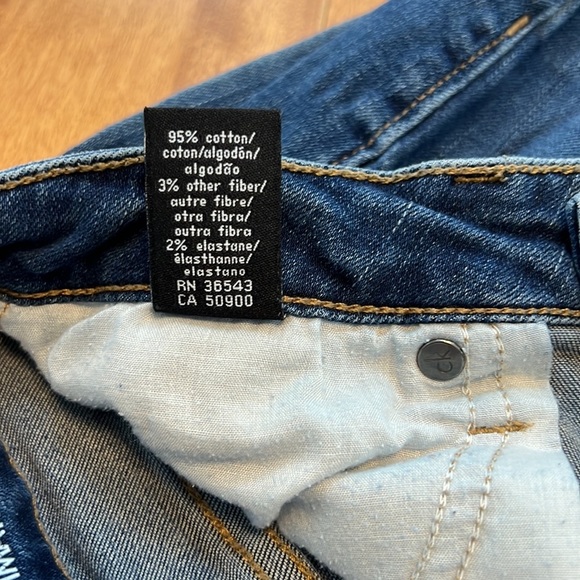 95% cotton/
coton/algodón/
algodão
3% other fiber/
autre fibre/
otra fibra/
outra fibra
2% elastane/
élasthanne/
elastano
RN 36543
CA 50900
ck